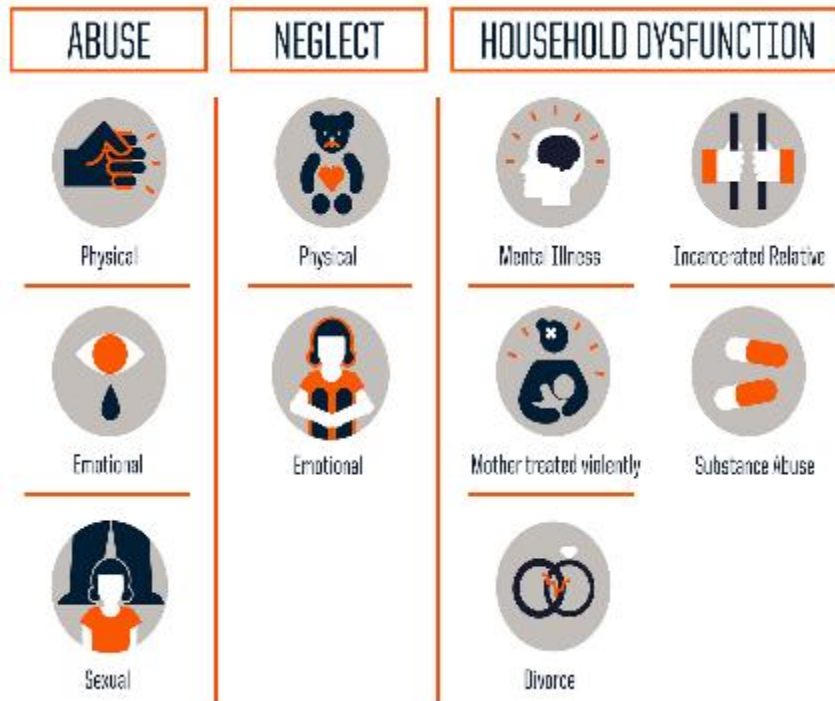 ABUSE
NEGLECT
HOUSEHOLD DYSFUNCTION
Physical
Physical
Mental Illness
Incarcerated Relative
Emotional
Emotional
Mother treated violently
Substance Abuse
Sexual
Divorce